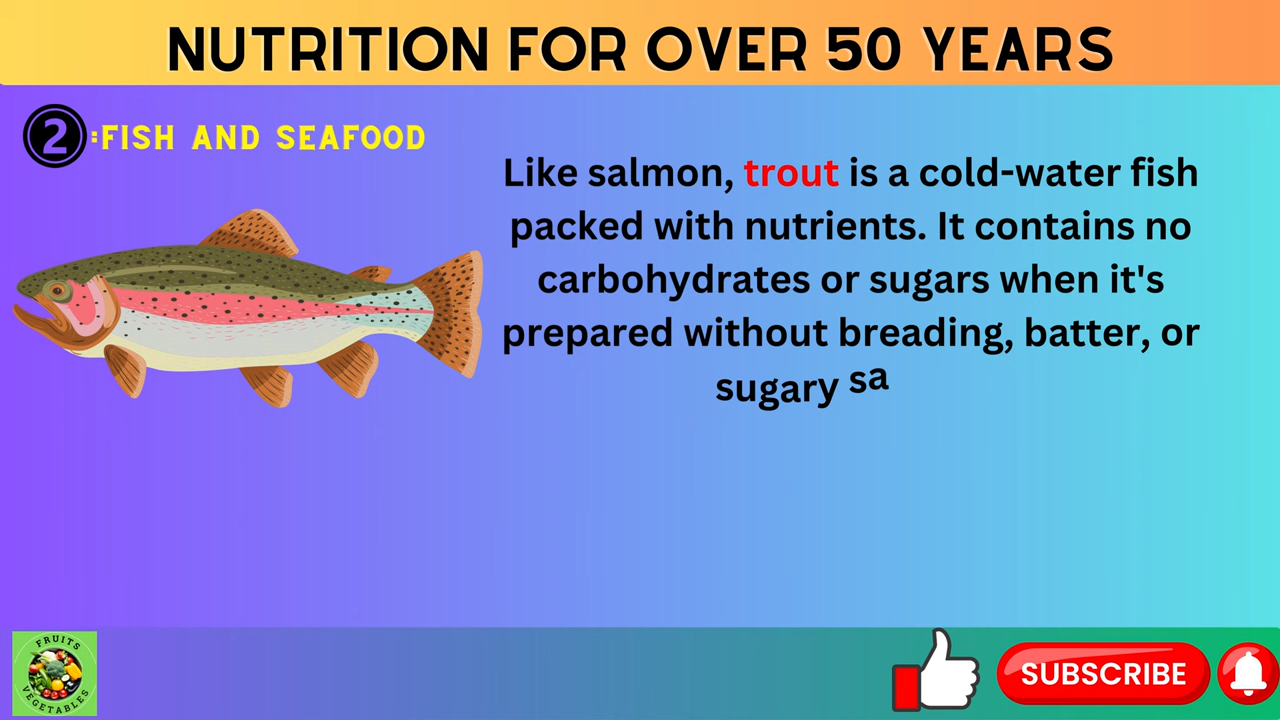 NUTRITION FOR OVER 50 YEARS
2 :FISH AND SEAFOOD
Like salmon, trout is a cold-water fish
packed with nutrients. It contains no
carbohydrates or sugars when it's
prepared without breading, batter, or
sugary sa
FRUITS
VEGETABLES
SUBSCRIBE